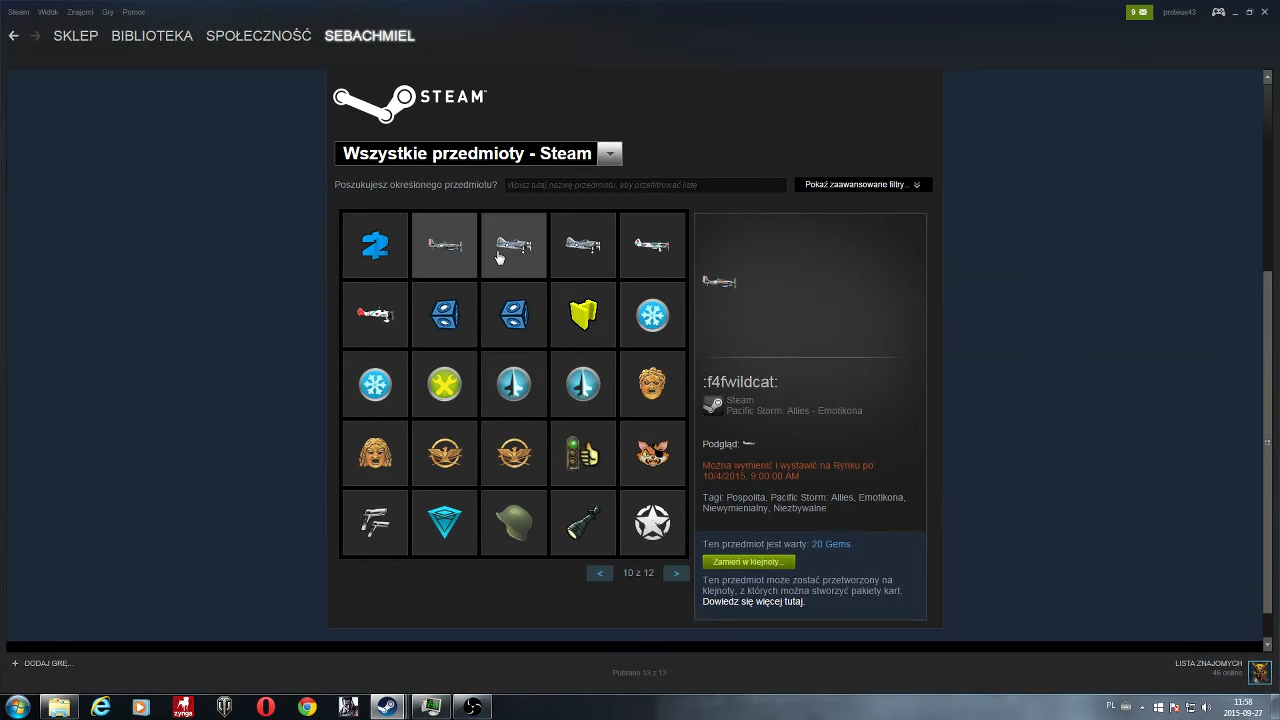 Steam Widok Znajomi Gry Pomoc
9
proteus43
SKLEP BIBLIOTEKA SPOŁECZNOŚĆ SEBACHMIEL
STEAM™
Wszystkie przedmioty - Steam
Poszukujesz określonego przedmiotu?
Wpisz tutaj nazwę przedmiotu, aby przefiltrować listę
Pokaż zaawansowane filtry...
:f4fwildcat:
Steam
Pacific Storm: Allies - Emotikona
Podgląd:
Można wymienić i wystawić na Rynku po:
10/4/2015, 9:00:00 AM
Tagi: Pospolita, Pacific Storm: Allies, Emotikona,
Niewymienialny, Niezbywalne
Ten przedmiot jest warty: 20 Gems
Zamień w klejnoty...
Ten przedmiot może zostać przetworzony na
klejnoty, z których można stworzyć pakiety kart.
Dowiedz się więcej tutaj.
< 10 z 12 >
+ DODAJ GRĘ...
Pobrano 13 z 13
LISTA ZNAJOMYCH
46 online
zynga
PL
11:58
2015-09-27